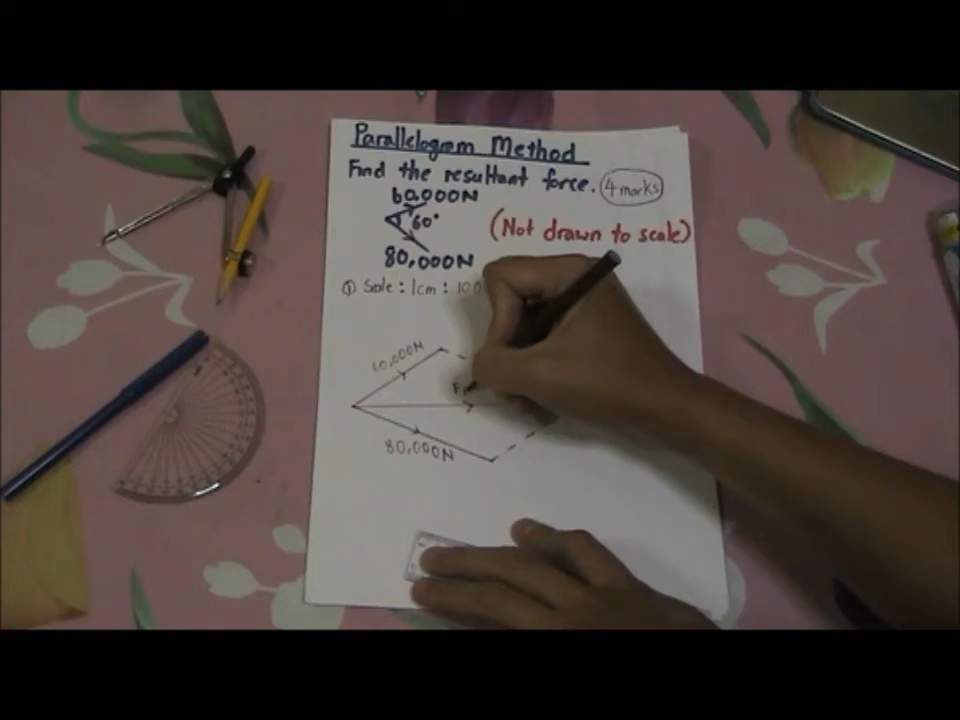 Parallelogram Method
Find the resultant force. 4 marks
60,000N
60°
(Not drawn to scale)
80,000N
① Scale : 1cm : 100
60,000N
F
80,000N